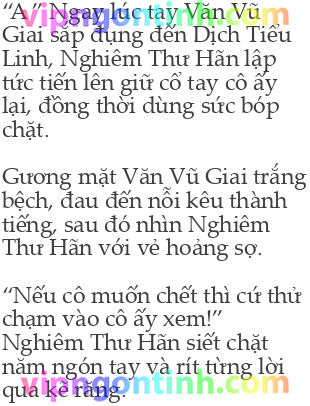 “A.” Ngay lúc tay Văn Vũ
Giai sắp đụng đến Dịch Tiểu
Linh, Nghiêm Thư Hãn lập
tức tiến lên giữ cổ tay cô ấy
lại, đồng thời dùng sức bóp
chặt.
Gương mặt Văn Vũ Giai trắng
bệch, đau đến nỗi kêu thành
tiếng, sau đó nhìn Nghiêm
Thư Hãn với vẻ hoảng sợ.
“Nếu cô muốn chết thì cứ thử
chạm vào cô ấy xem!”
Nghiêm Thư Hãn siết chặt
năm ngón tay và rít từng lời
qua kẽ răng.
vipngontinh.com
vipngontinh.com